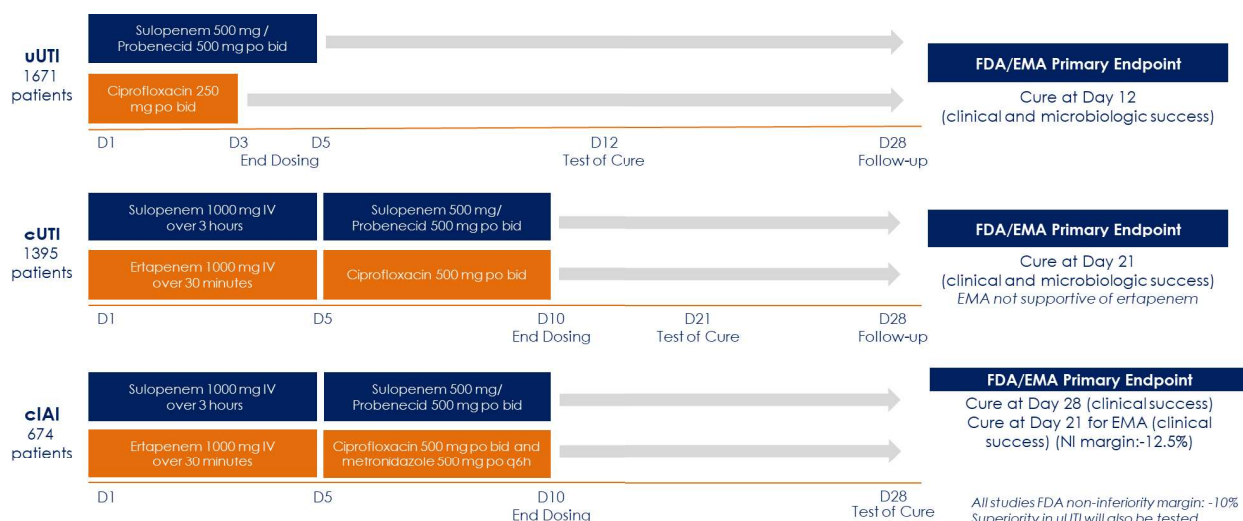 uUTI
1671
patients
Sulopenem 500 mg /
Probenecid 500 mg po bid
Ciprofloxacin 250
mg po bid
D1
D3
End Dosing
D5
D12
Test of Cure
D28
Follow-up
FDA/EMA Primary Endpoint
Cure at Day 12
(clinical and microbiologic success)
cUTI
1395
patients
Sulopenem 1000 mg IV
over 3 hours
Sulopenem 500 mg/
Probenecid 500 mg po bid
Ertapenem 1000 mg IV
over 30 minutes
Ciprofloxacin 500 mg po bid
D1
D5
D10
End Dosing
D21
Test of Cure
D28
Follow-up
FDA/EMA Primary Endpoint
Cure at Day 21
(clinical and microbiologic success)
EMA not supportive of ertapenem
cIAI
674
patients
Sulopenem 1000 mg IV
over 3 hours
Sulopenem 500 mg/
Probenecid 500 mg po bid
Ertapenem 1000 mg IV
over 30 minutes
Ciprofloxacin 500 mg po bid and
metronidazole 500 mg po q6h
D1
D5
D10
End Dosing
D28
Test of Cure
FDA/EMA Primary Endpoint
Cure at Day 28 (clinical success)
Cure at Day 21 for EMA (clinical
success) (NI margin:-12.5%)
All studies FDA non-inferiority margin: -10%
Superiority in uUTI will also be tested